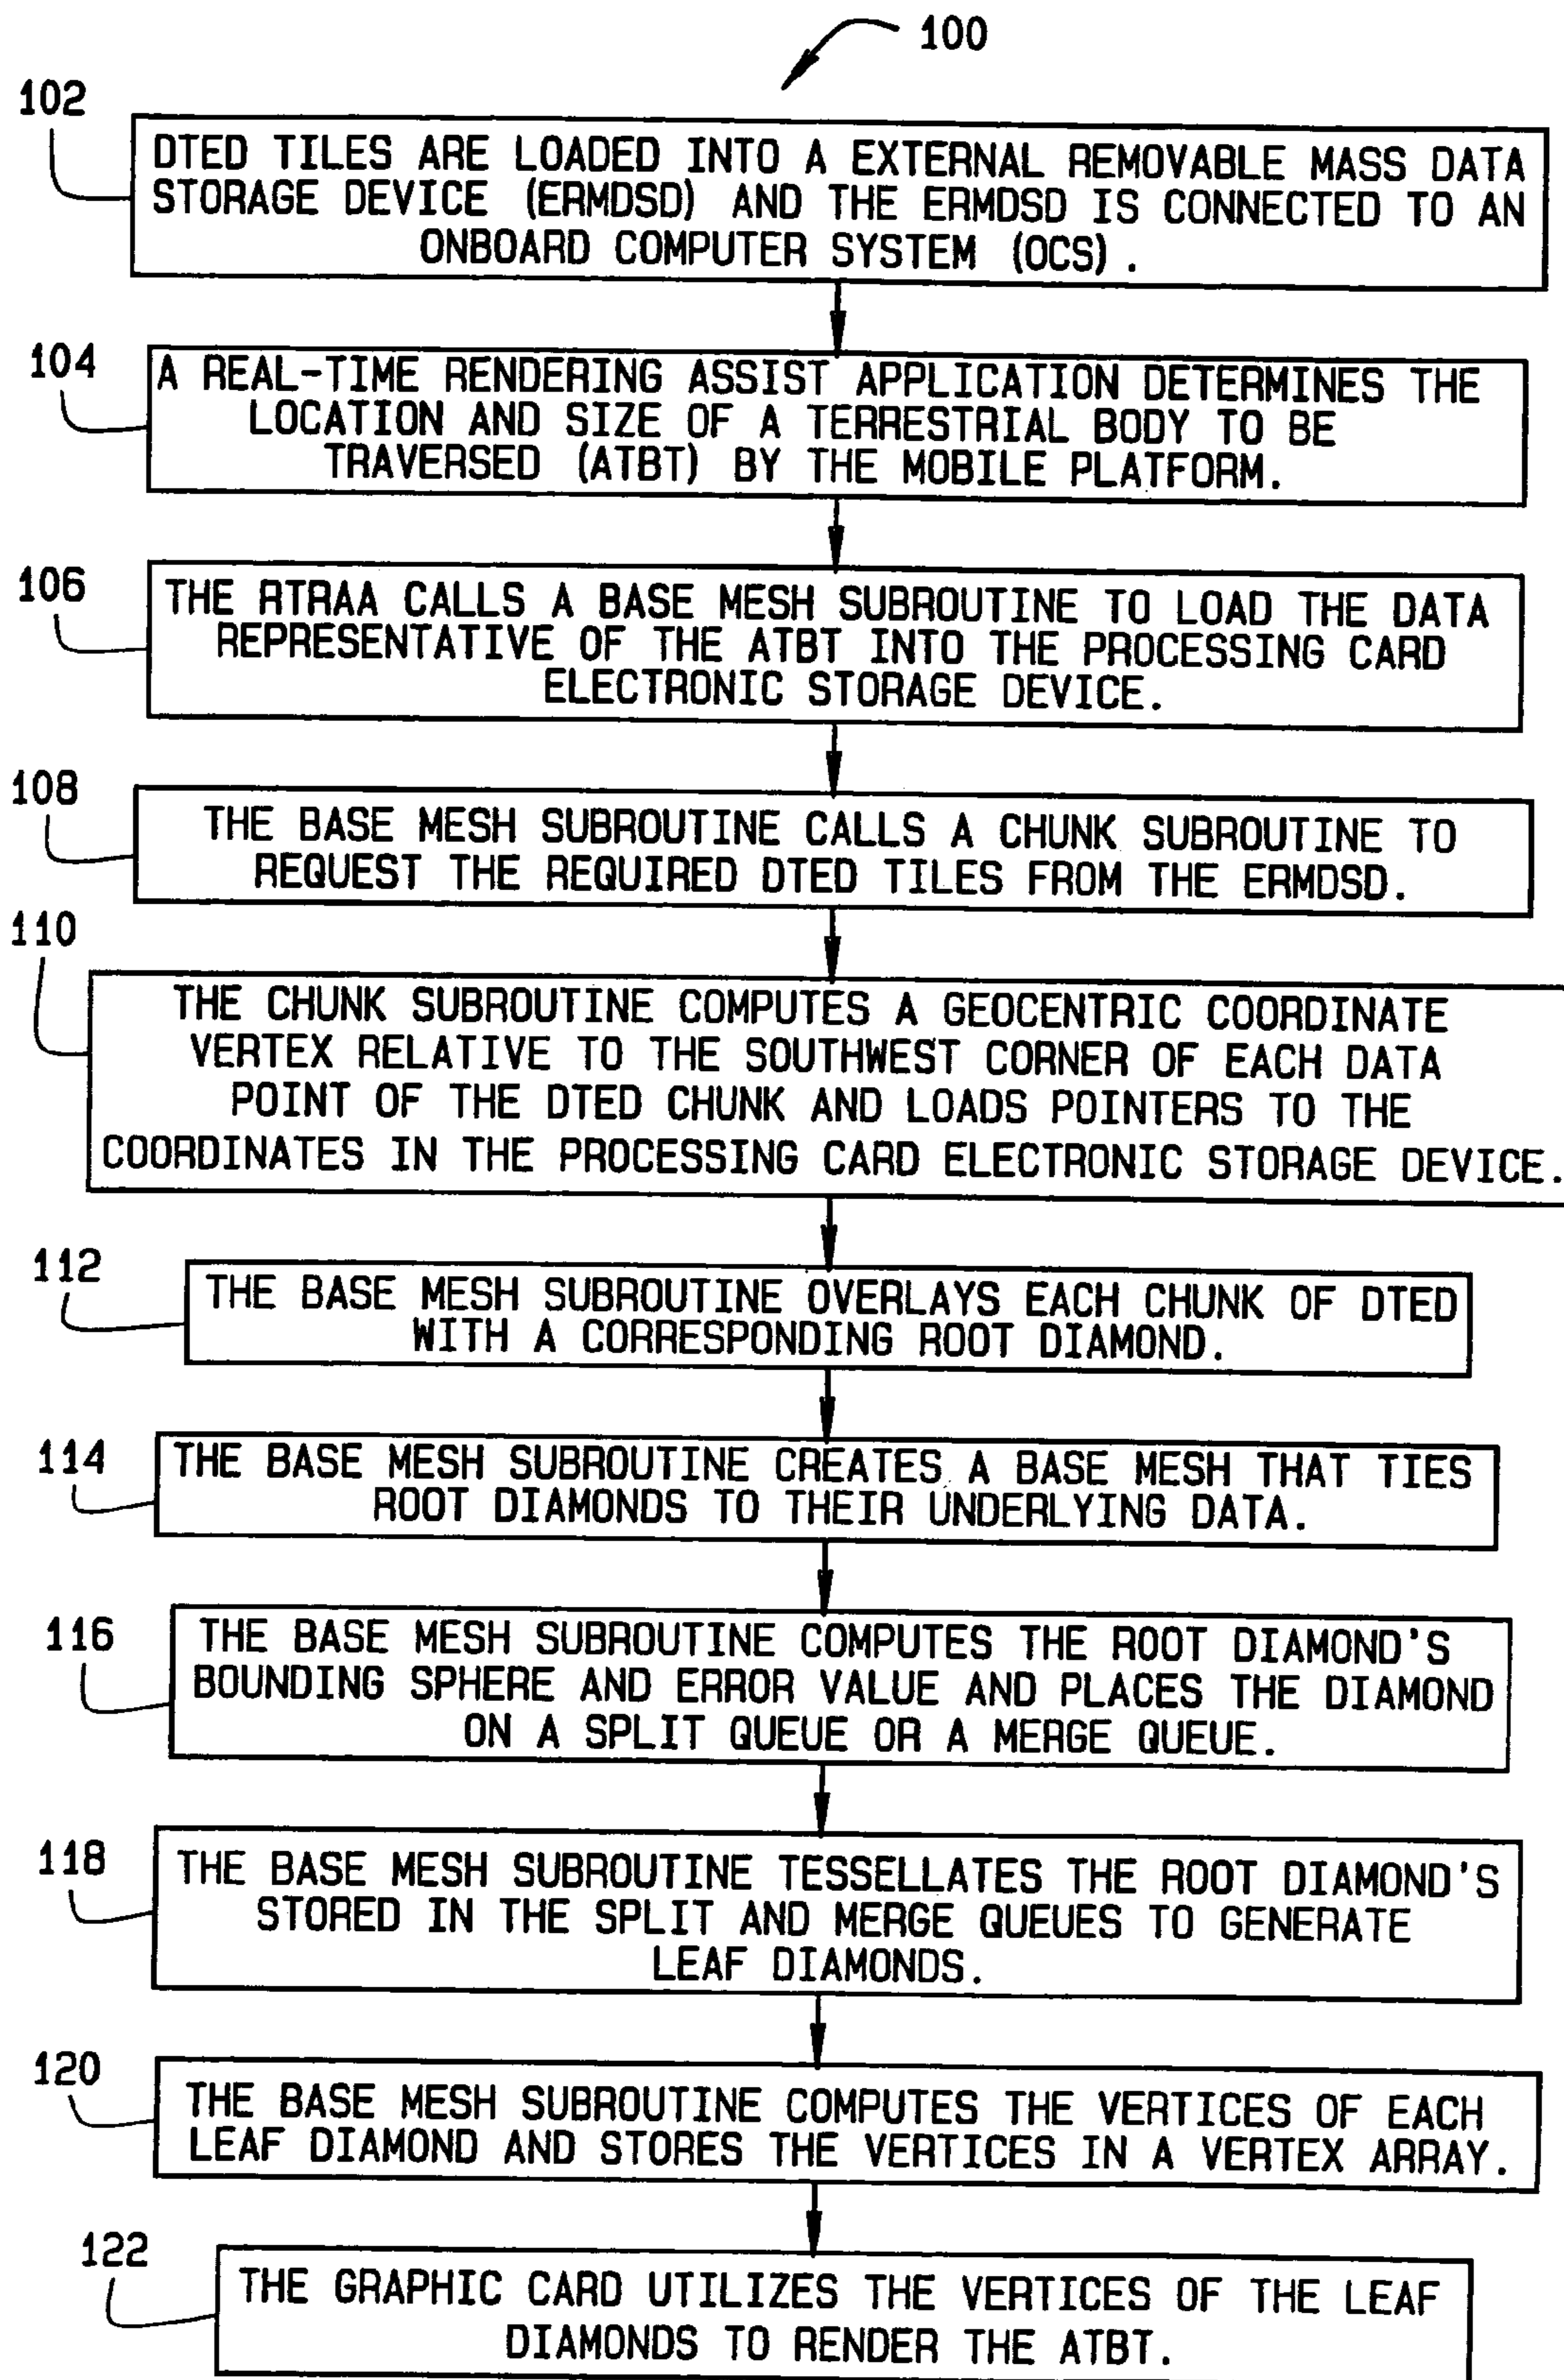 100
102
DTED TILES ARE LOADED INTO A EXTERNAL REMOVABLE MASS DATA
STORAGE DEVICE (ERMDSD) AND THE ERMDSD IS CONNECTED TO AN
ONBOARD COMPUTER SYSTEM (OCS).
104
A REAL-TIME RENDERING ASSIST APPLICATION DETERMINES THE
LOCATION AND SIZE OF A TERRESTRIAL BODY TO BE
TRAVERSED (ATBT) BY THE MOBILE PLATFORM.
106
THE RTRAA CALLS A BASE MESH SUBROUTINE TO LOAD THE DATA
REPRESENTATIVE OF THE ATBT INTO THE PROCESSING CARD
ELECTRONIC STORAGE DEVICE.
108
THE BASE MESH SUBROUTINE CALLS A CHUNK SUBROUTINE TO
REQUEST THE REQUIRED DTED TILES FROM THE ERMDSD.
110
THE CHUNK SUBROUTINE COMPUTES A GEOCENTRIC COORDINATE
VERTEX RELATIVE TO THE SOUTHWEST CORNER OF EACH DATA
POINT OF THE DTED CHUNK AND LOADS POINTERS TO THE
COORDINATES IN THE PROCESSING CARD ELECTRONIC STORAGE DEVICE.
112
THE BASE MESH SUBROUTINE OVERLAYS EACH CHUNK OF DTED
WITH A CORRESPONDING ROOT DIAMOND.
114
THE BASE MESH SUBROUTINE CREATES A BASE MESH THAT TIES
ROOT DIAMONDS TO THEIR UNDERLYING DATA.
116
THE BASE MESH SUBROUTINE COMPUTES THE ROOT DIAMOND'S
BOUNDING SPHERE AND ERROR VALUE AND PLACES THE DIAMOND
ON A SPLIT QUEUE OR A MERGE QUEUE.
118
THE BASE MESH SUBROUTINE TESSELLATES THE ROOT DIAMOND'S
STORED IN THE SPLIT AND MERGE QUEUES TO GENERATE
LEAF DIAMONDS.
120
THE BASE MESH SUBROUTINE COMPUTES THE VERTICES OF EACH
LEAF DIAMOND AND STORES THE VERTICES IN A VERTEX ARRAY.
122
THE GRAPHIC CARD UTILIZES THE VERTICES OF THE LEAF
DIAMONDS TO RENDER THE ATBT.